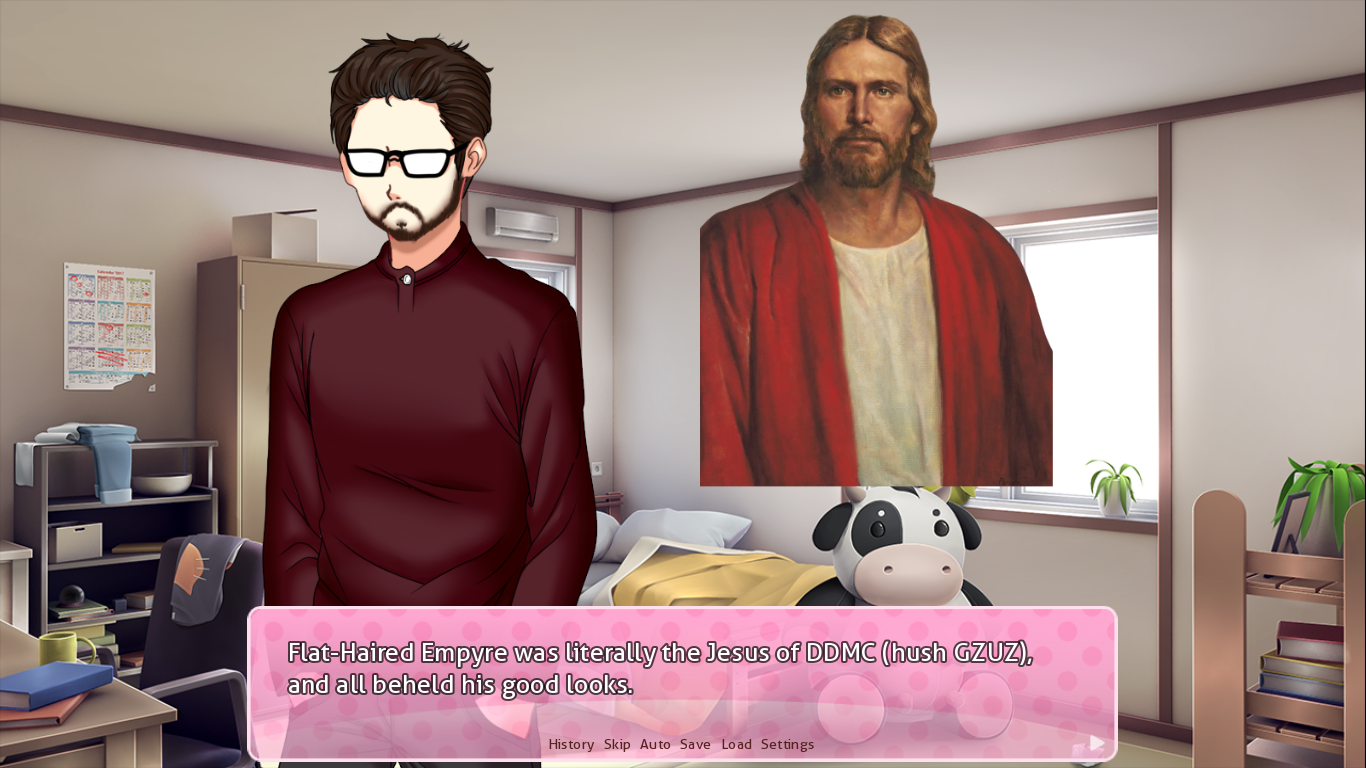 Flat-Haired Empyre was literally the Jesus of DDMC (hush GZUZ),
and all beheld his good looks.
History Skip Auto Save Load Settings